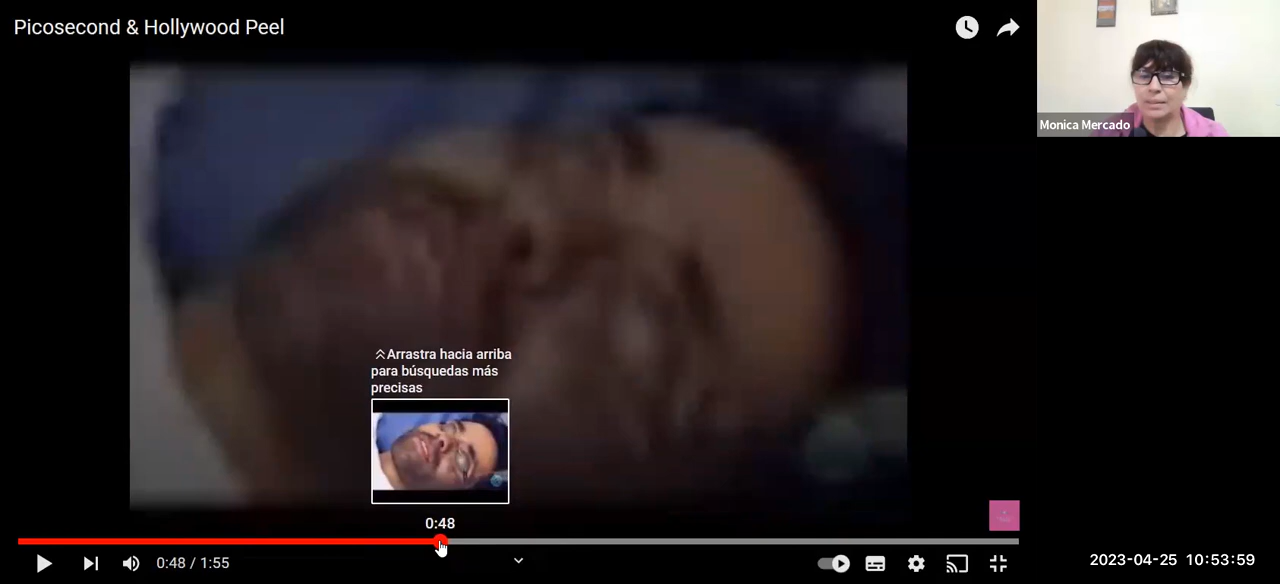 Picosecond & Hollywood Peel
Monica Mercado
Arrastra hacia arriba
para búsquedas más
precisas
0:48
0:48 / 1:55
2023-04-25 10:53:59